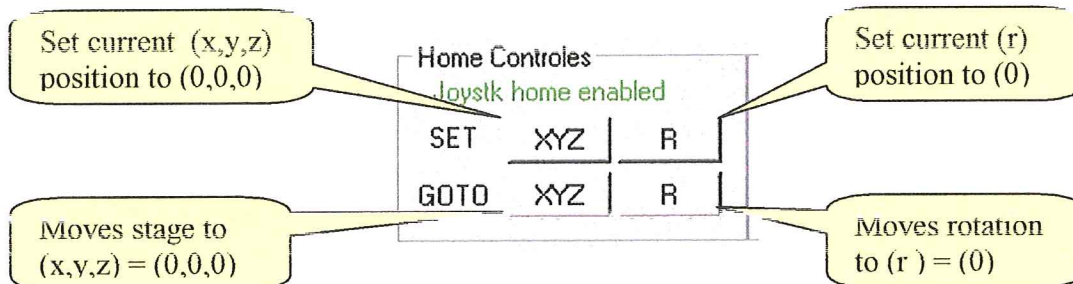 Set current (x,y,z)
position to (0,0,0)
Set current (r)
position to (0)
Home Controles
Joystk home enabled
SET XYZ R
GOTO XYZ R
Moves stage to
(x,y,z) = (0,0,0)
Moves rotation
to (r ) = (0)